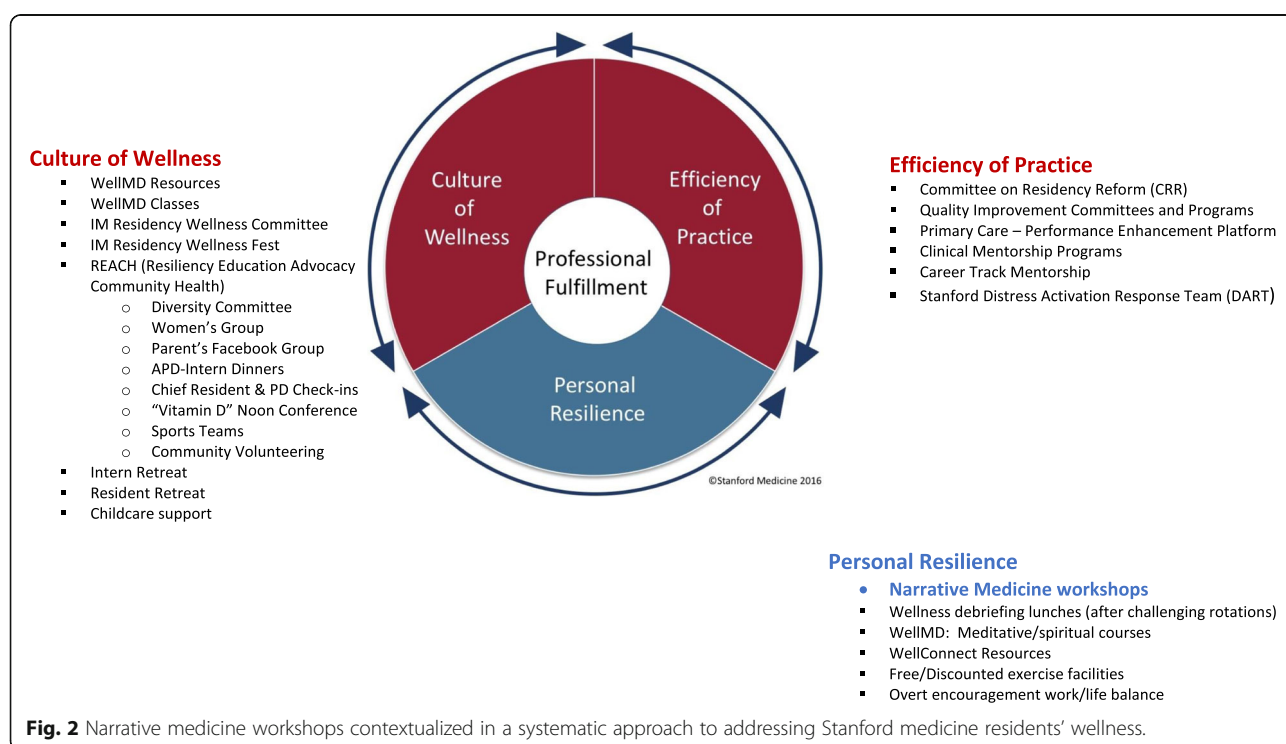 Culture of Wellness
▪ WellMD Resources
▪ WellMD Classes
▪ IM Residency Wellness Committee
▪ IM Residency Wellness Fest
▪ REACH (Resiliency Education Advocacy
Community Health)
o Diversity Committee
o Women’s Group
o Parent’s Facebook Group
o APD-Intern Dinners
o Chief Resident & PD Check-ins
o “Vitamin D” Noon Conference
o Sports Teams
o Community Volunteering
▪ Intern Retreat
▪ Resident Retreat
▪ Childcare support
Culture
of
Wellness
Efficiency
of
Practice
Professional
Fulfillment
Personal
Resilience
©Stanford Medicine 2016
Efficiency of Practice
▪ Committee on Residency Reform (CRR)
▪ Quality Improvement Committees and Programs
▪ Primary Care – Performance Enhancement Platform
▪ Clinical Mentorship Programs
▪ Career Track Mentorship
▪ Stanford Distress Activation Response Team (DART)
Personal Resilience
• Narrative Medicine workshops
▪ Wellness debriefing lunches (after challenging rotations)
▪ WellMD: Meditative/spiritual courses
▪ WellConnect Resources
▪ Free/Discounted exercise facilities
▪ Overt encouragement work/life balance
Fig. 2 Narrative medicine workshops contextualized in a systematic approach to addressing Stanford medicine residents’ wellness.